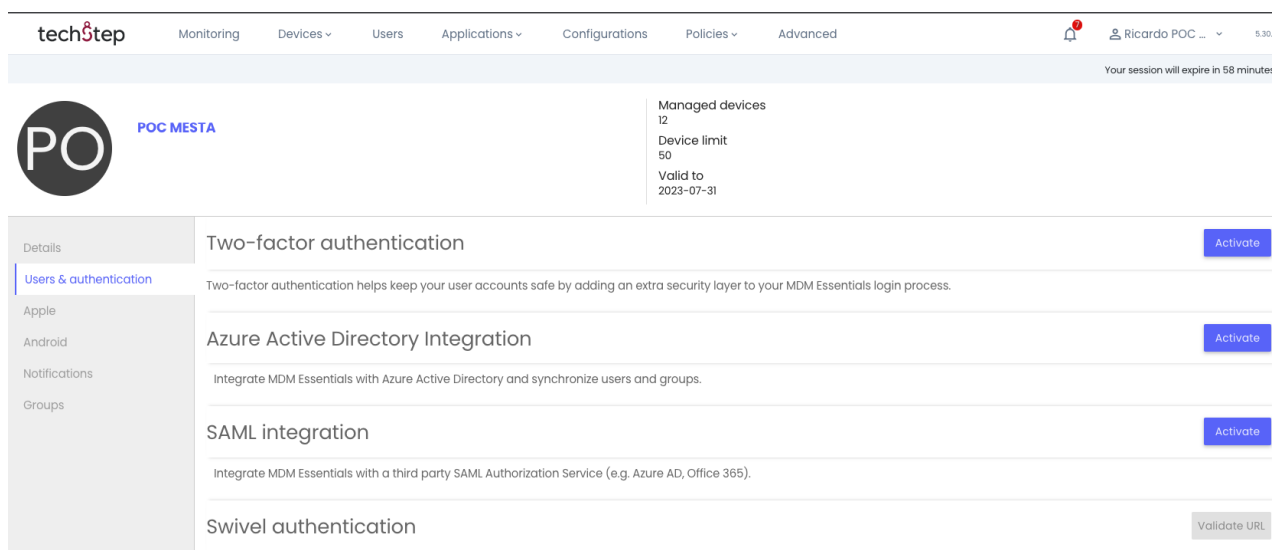 techstep
Monitoring Devices Users Applications Configurations Policies Advanced 7 Ricardo POC ... 5.30.
Your session will expire in 58 minutes
PO
POC MESTA
Managed devices
12
Device limit
50
Valid to
2023-07-31
Details
Users & authentication
Apple
Android
Notifications
Groups
Two-factor authentication Activate
Two-factor authentication helps keep your user accounts safe by adding an extra security layer to your MDM Essentials login process.
Azure Active Directory Integration Activate
Integrate MDM Essentials with Azure Active Directory and synchronize users and groups.
SAML integration Activate
Integrate MDM Essentials with a third party SAML Authorization Service (e.g. Azure AD, Office 365).
Swivel authentication Validate URL